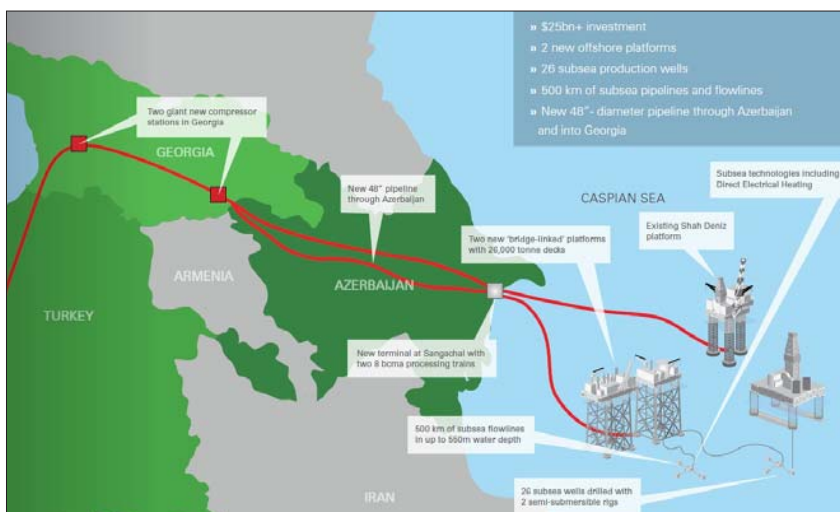 » $25bn+ investment
» 2 new offshore platforms
» 26 subsea production wells
» 500 km of subsea pipelines and flowlines
» New 48"- diameter pipeline through Azerbaijan
and into Georgia
Two giant new compressor
stations in Georgia
GEORGIA
New 48" pipeline
through Azerbaijan
Subsea technologies including
Direct Electrical Heating
CASPIAN SEA
Two new 'bridge-linked' platforms
with 26,000 tonne decks
Existing Shah Deniz
platform
ARMENIA
AZERBAIJAN
TURKEY
New terminal at Sangachal with
two 8 bcma processing trains
500 km of subsea flowlines
in up to 550m water depth
26 subsea wells drilled with
2 semi-submersible rigs
IRAN